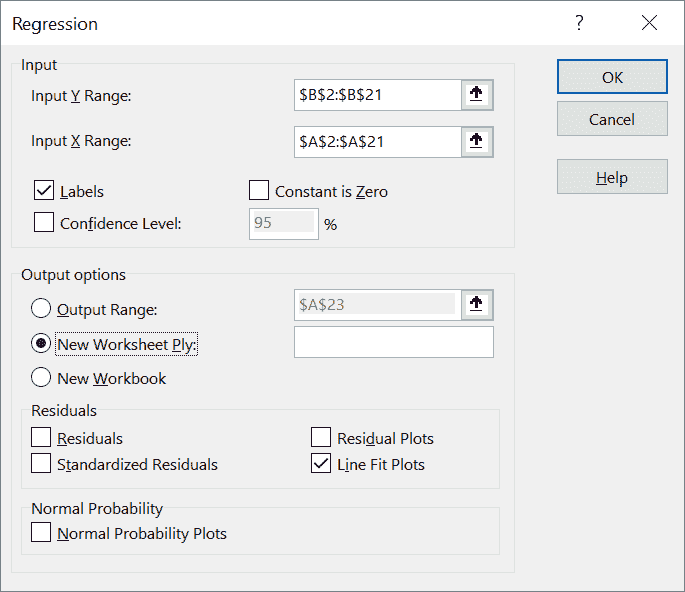 Regression ?
Input
OK
Input Y Range: $B$2:$B$21
Cancel
Input X Range: $A$2:$A$21
Help
Labels Constant is Zero
Confidence Level: 95 %
Output options
Output Range: $A$23
New Worksheet Ply:
New Workbook
Residuals
Residuals Residual Plots
Standardized Residuals Line Fit Plots
Normal Probability
Normal Probability Plots